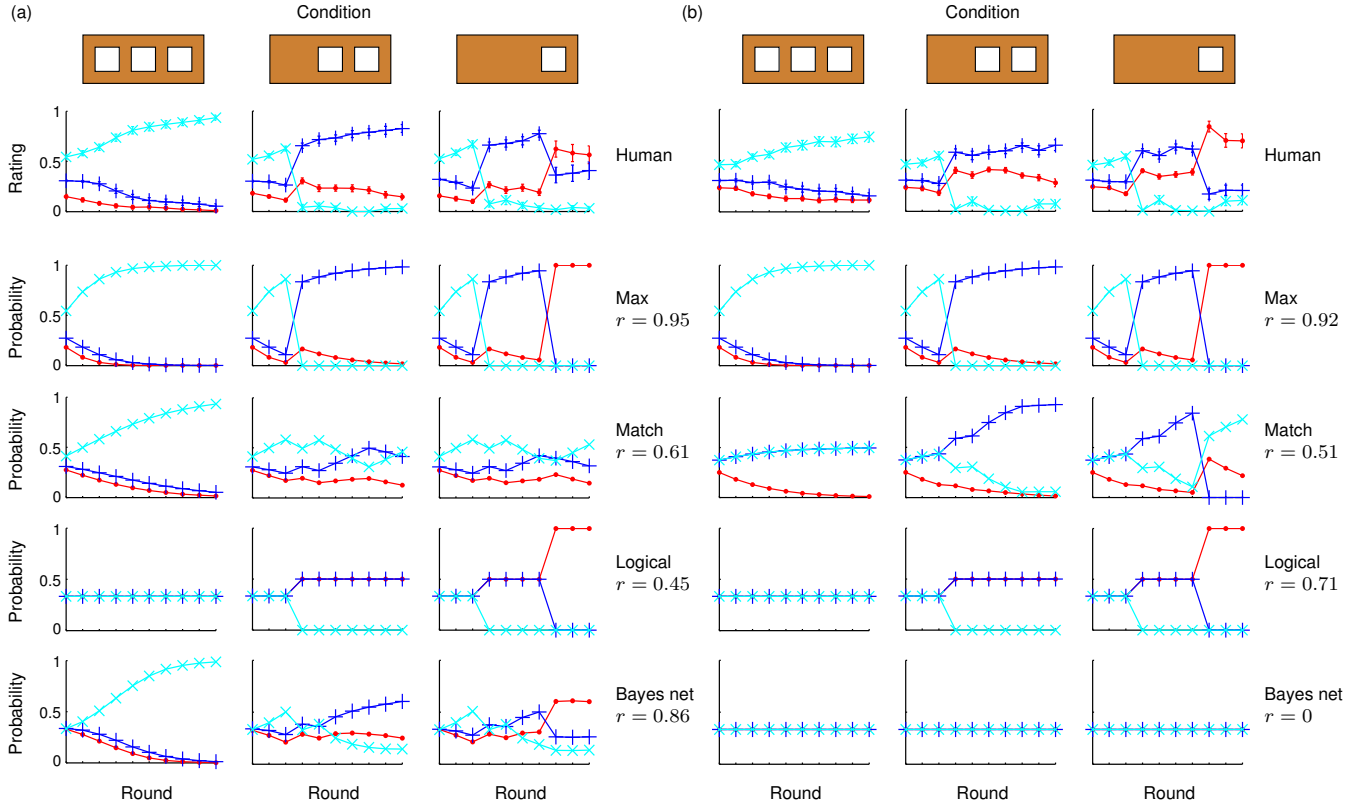 (a)
Condition
(b)
Condition
Rating
1
0.5
0
Human
Human
Probability
1
0.5
0
Max
r = 0.95
Max
r = 0.92
Probability
1
0.5
0
Match
r = 0.61
Match
r = 0.51
Probability
1
0.5
0
Logical
r = 0.45
Logical
r = 0.71
Probability
1
0.5
0
Bayes net
r = 0.86
Bayes net
r = 0
Round
Round
Round
Round
Round
Round